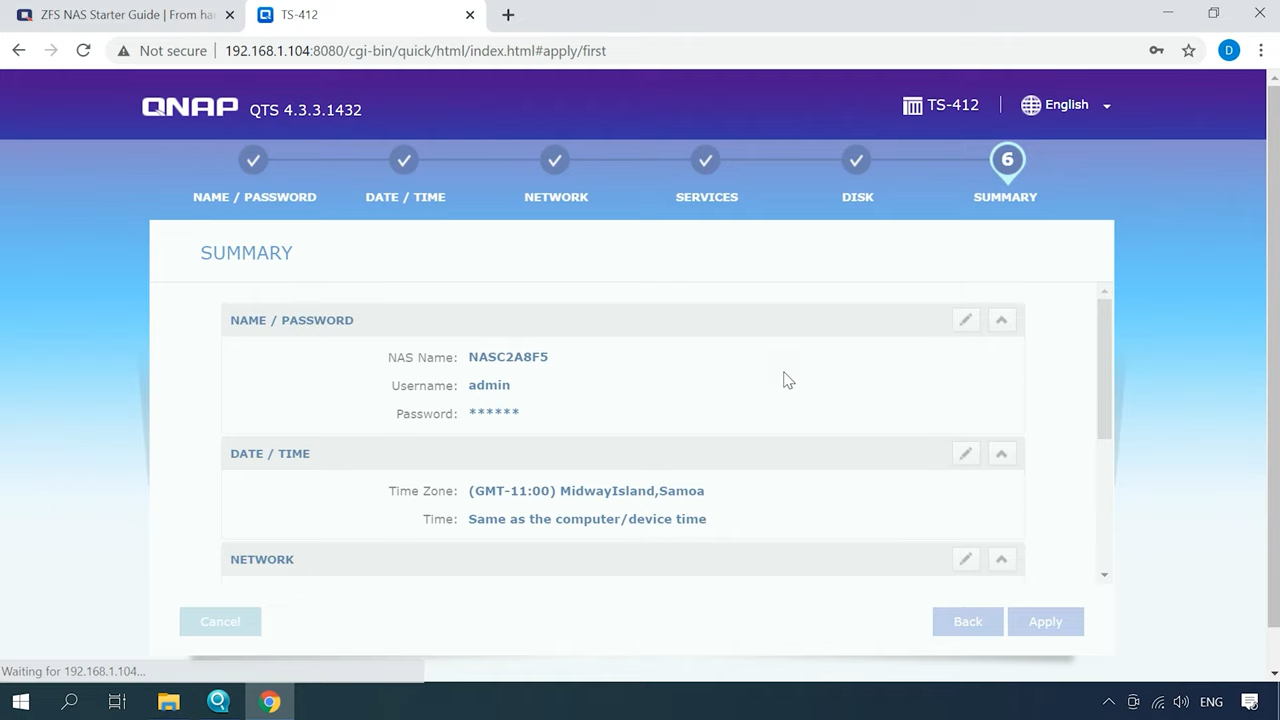 ZFS NAS Starter Guide | From ha
TS-412
Not secure
192.168.1.104:8080/cgi-bin/quick/html/index.html#apply/first
D
QNAP QTS 4.3.3.1432
TS-412
English
6
NAME / PASSWORD
DATE / TIME
NETWORK
SERVICES
DISK
SUMMARY
SUMMARY
NAME / PASSWORD
NAS Name: NASC2A8F5
Username: admin
Password: ******
DATE / TIME
Time Zone: (GMT-11:00) MidwayIsland,Samoa
Time: Same as the computer/device time
NETWORK
Cancel
Back
Apply
Waiting for 192.168.1.104...
ENG